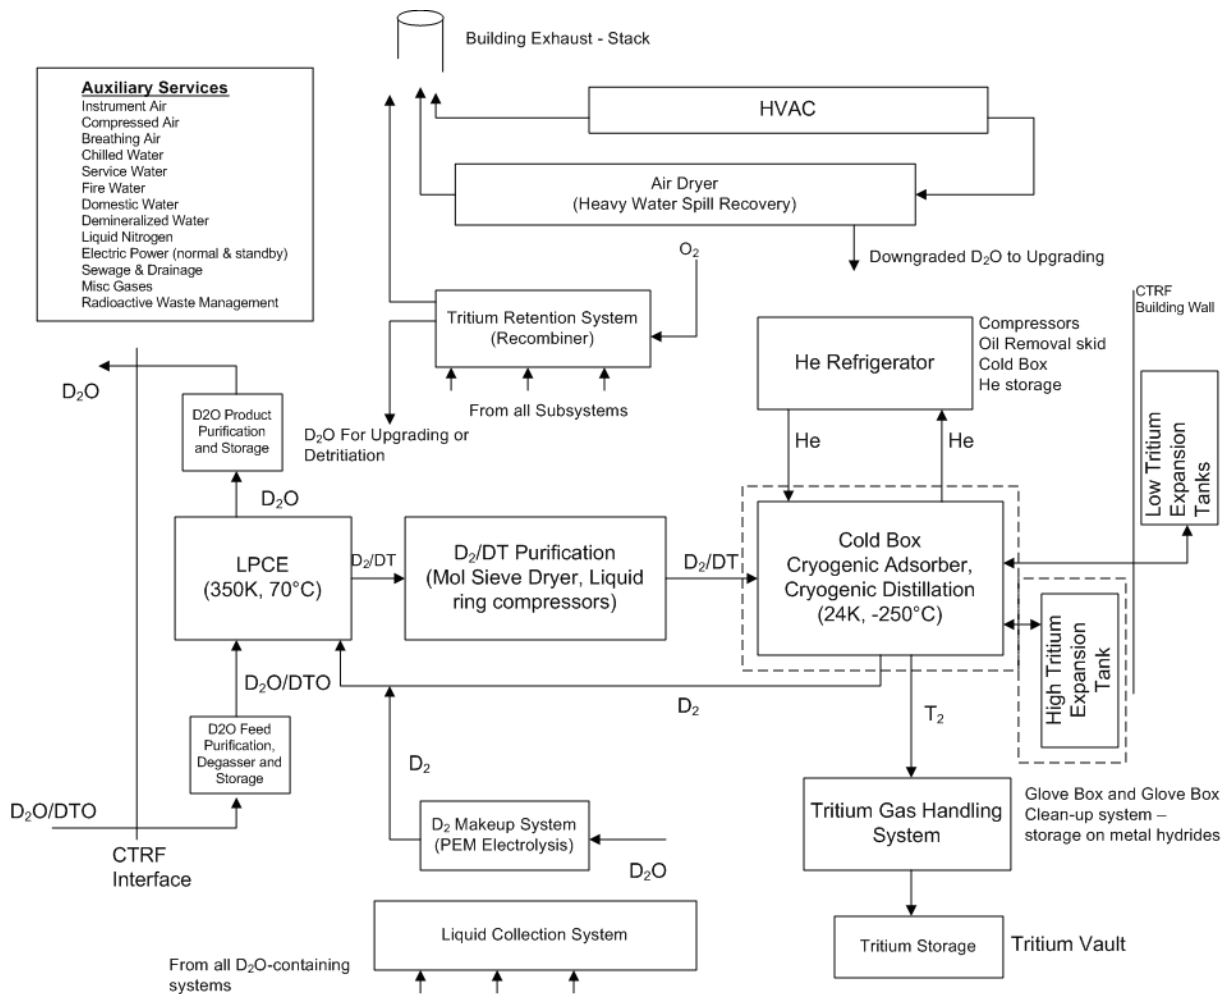 Building Exhaust - Stack
Auxiliary Services
Instrument Air
Compressed Air
Breathing Air
Chilled Water
Service Water
Fire Water
Domestic Water
Demineralized Water
Liquid Nitrogen
Electric Power (normal & standby)
Sewage & Drainage
Misc Gases
Radioactive Waste Management
HVAC
Air Dryer
(Heavy Water Spill Recovery)
O₂
Downgraded D₂O to Upgrading
CTRF
Building Wall
Tritium Retention System
(Recombiner)
From all Subsystems
D₂O For Upgrading or
Detritiation
He Refrigerator
Compressors
Oil Removal skid
Cold Box
He storage
He
He
D₂O
D2O Product
Purification
and Storage
D₂O
LPCE
(350K, 70°C)
D₂/DT
D₂/DT Purification
(Mol Sieve Dryer, Liquid
ring compressors)
D₂/DT
Cold Box
Cryogenic Adsorber,
Cryogenic Distillation
(24K, -250°C)
Low Tritium
Expansion
Tanks
High Tritium
Expansion
Tank
D₂O/DTO
D₂
T₂
D2O Feed
Purification,
Degasser and
Storage
D₂
D₂O/DTO
CTRF
Interface
D₂ Makeup System
(PEM Electrolysis)
D₂O
Tritium Gas Handling
System
Glove Box and Glove Box
Clean-up system –
storage on metal hydrides
Liquid Collection System
From all D₂O-containing
systems
Tritium Storage
Tritium Vault